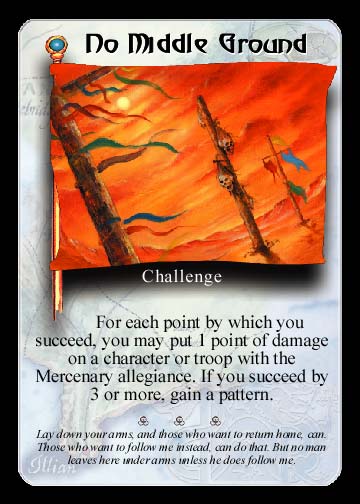 No Middle Ground
Challenge
For each point by which you
succeed, you may put 1 point of damage
on a character or troop with the
Mercenary allegiance. If you succeed by
3 or more, gain a pattern.
Lay down your arms, and those who want to return home, can.
Those who want to follow me instead, can do that. But no man
leaves here under arms unless he does follow me.
Illian